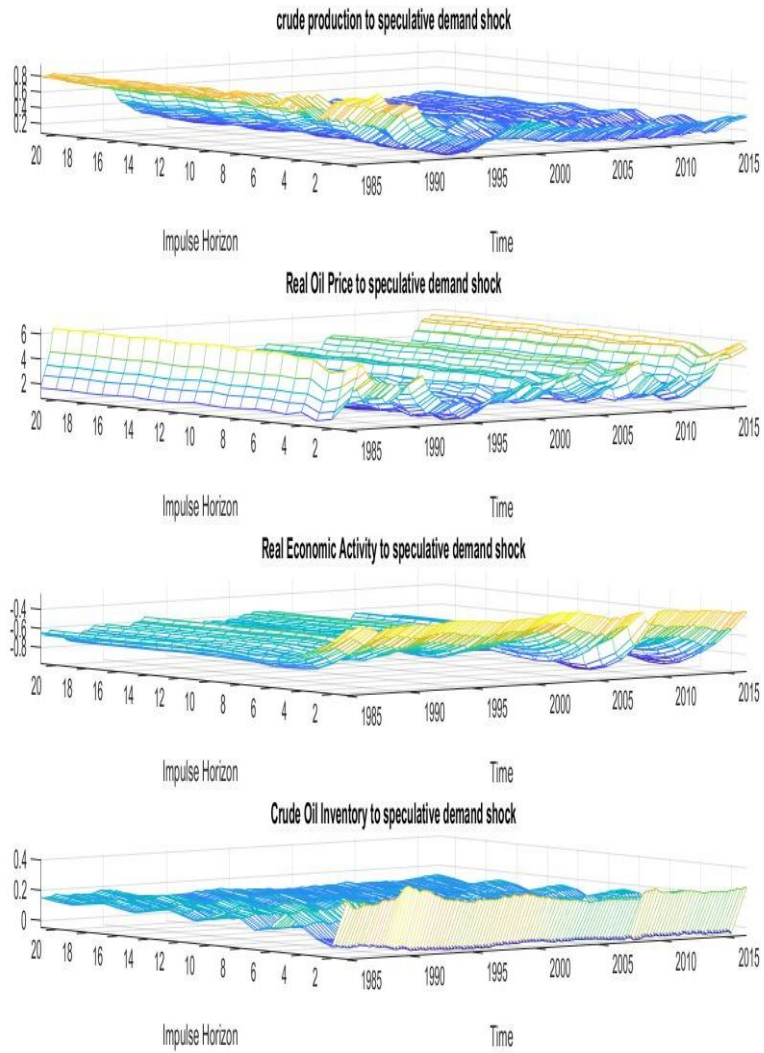 crude production to speculative demand shock
0.8
0.6
0.4
0.2
20 18 16 14 12 10 8 6 4 2 1985 1990 1995 2000 2005 2010 2015
Impulse Horizon Time
Real Oil Price to speculative demand shock
6
4
2
20 18 16 14 12 10 8 6 4 2 1985 1990 1995 2000 2005 2010 2015
Impulse Horizon Time
Real Economic Activity to speculative demand shock
-0.4
-0.6
-0.8
20 18 16 14 12 10 8 6 4 2 1985 1990 1995 2000 2005 2010 2015
Impulse Horizon Time
Crude Oil Inventory to speculative demand shock
0.4
0.2
0
20 18 16 14 12 10 8 6 4 2 1985 1990 1995 2000 2005 2010 2015
Impulse Horizon Time